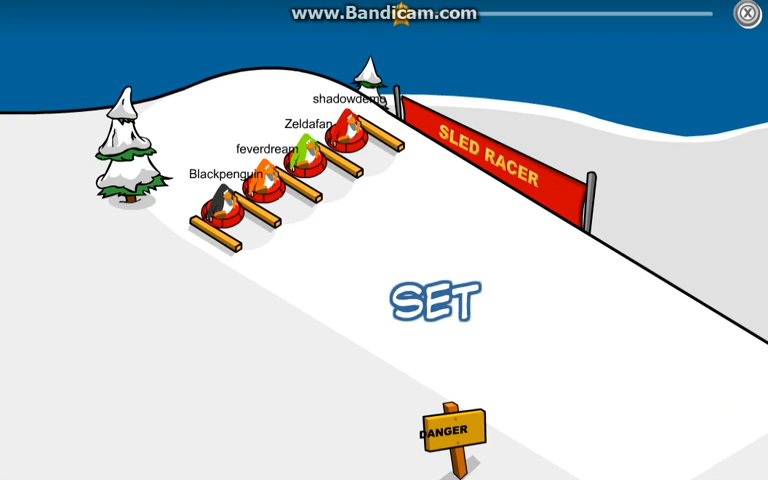 www.Bandicam.com
shadowdemo
Zeldafan
feverdream
Blackpenguin
SLED RACER
SET
DANGER